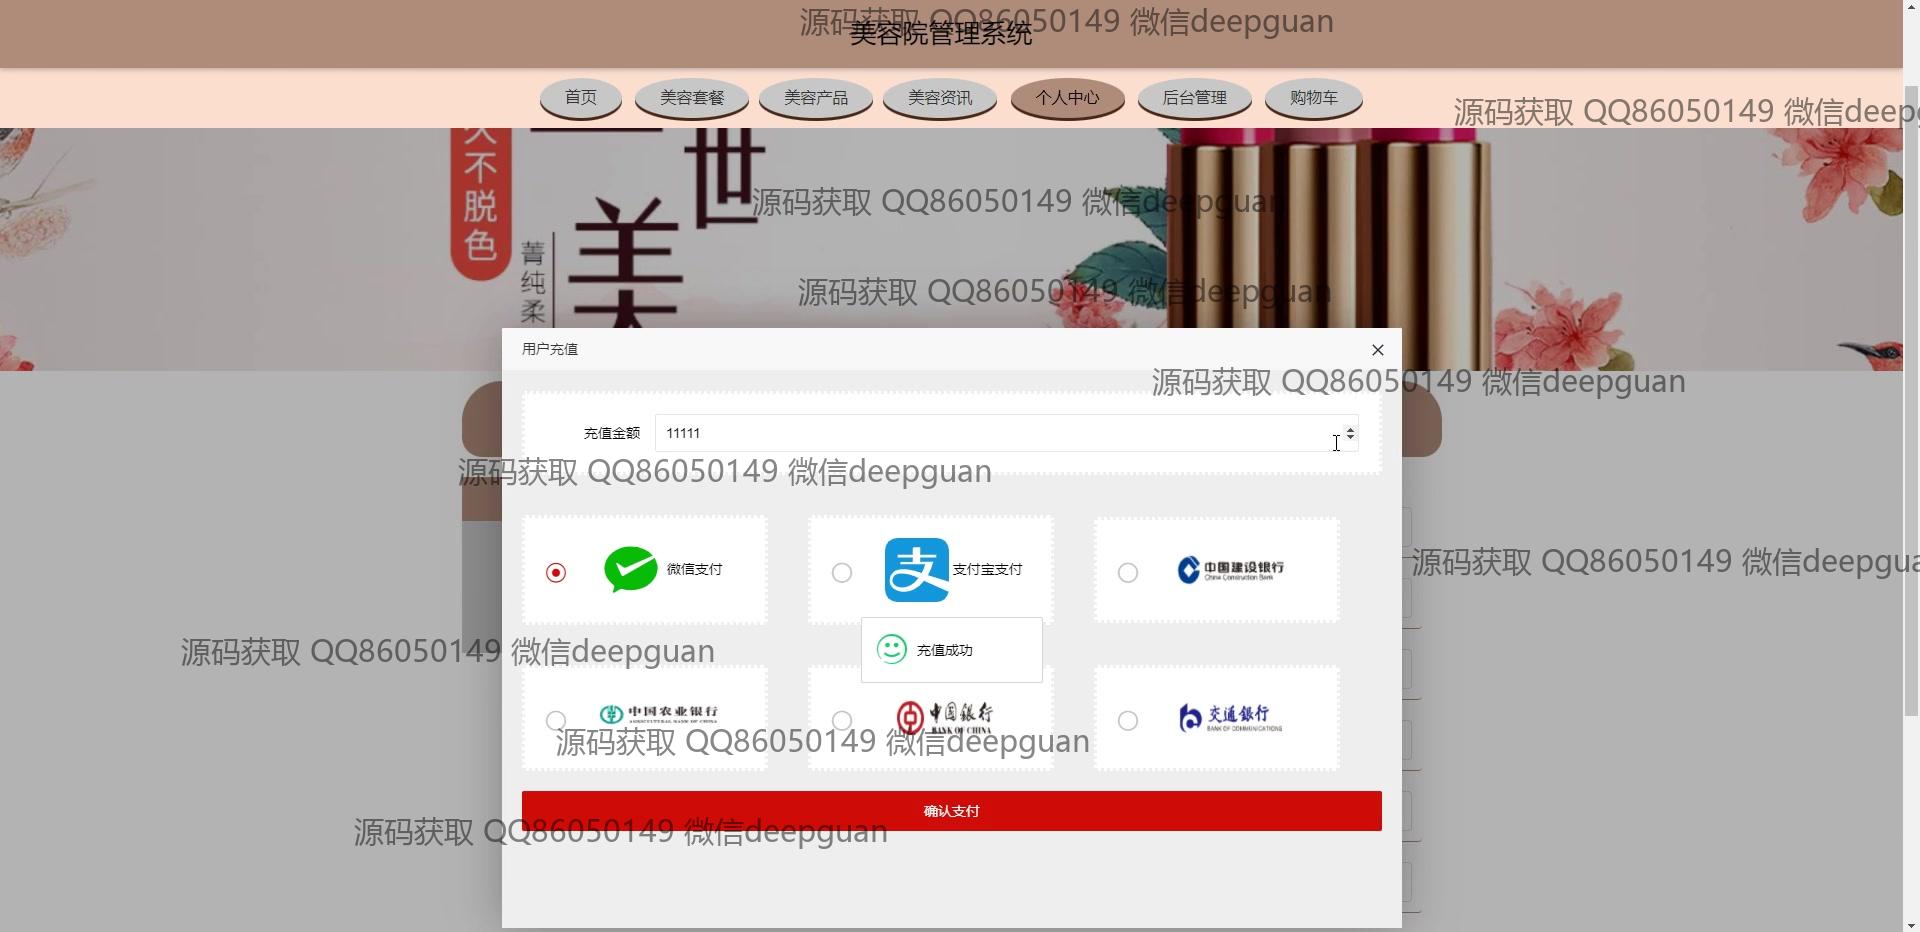 源码获取 QQ86050149 微信deepguan
美容院管理系统
首页 美容套餐 美容产品 美容资讯 个人中心 后台管理 购物车
源码获取 QQ86050149 微信deepg
久不脱色
世
美
菁纯柔
源码获取 QQ86050149 微信deepguan
源码获取 QQ86050149 微信deepguan
用户充值
源码获取 QQ86050149 微信deepguan
充值金额 11111
源码获取 QQ86050149 微信deepguan
微信支付
支付宝支付
中国建设银行
China Construction Bank
源码获取 QQ86050149 微信deepgua
充值成功
源码获取 QQ86050149 微信deepguan
中国农业银行
AGRICULTURAL BANK OF CHINA
中国银行
BANK OF CHINA
交通银行
BANK OF COMMUNICATIONS
源码获取 QQ86050149 微信deepguan
确认支付
源码获取 QQ86050149 微信deepguan